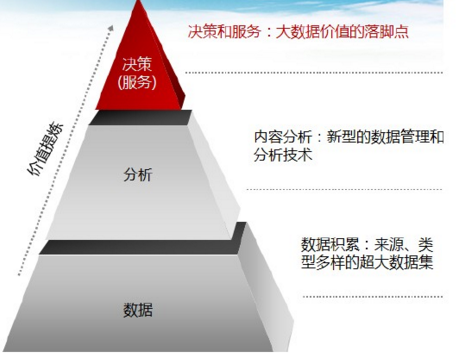 决策和服务：大数据价值的落脚点
决策
(服务)
价值提炼
内容分析：新型的数据管理和
分析技术
分析
数据积累：来源、类
型多样的超大数据集
数据